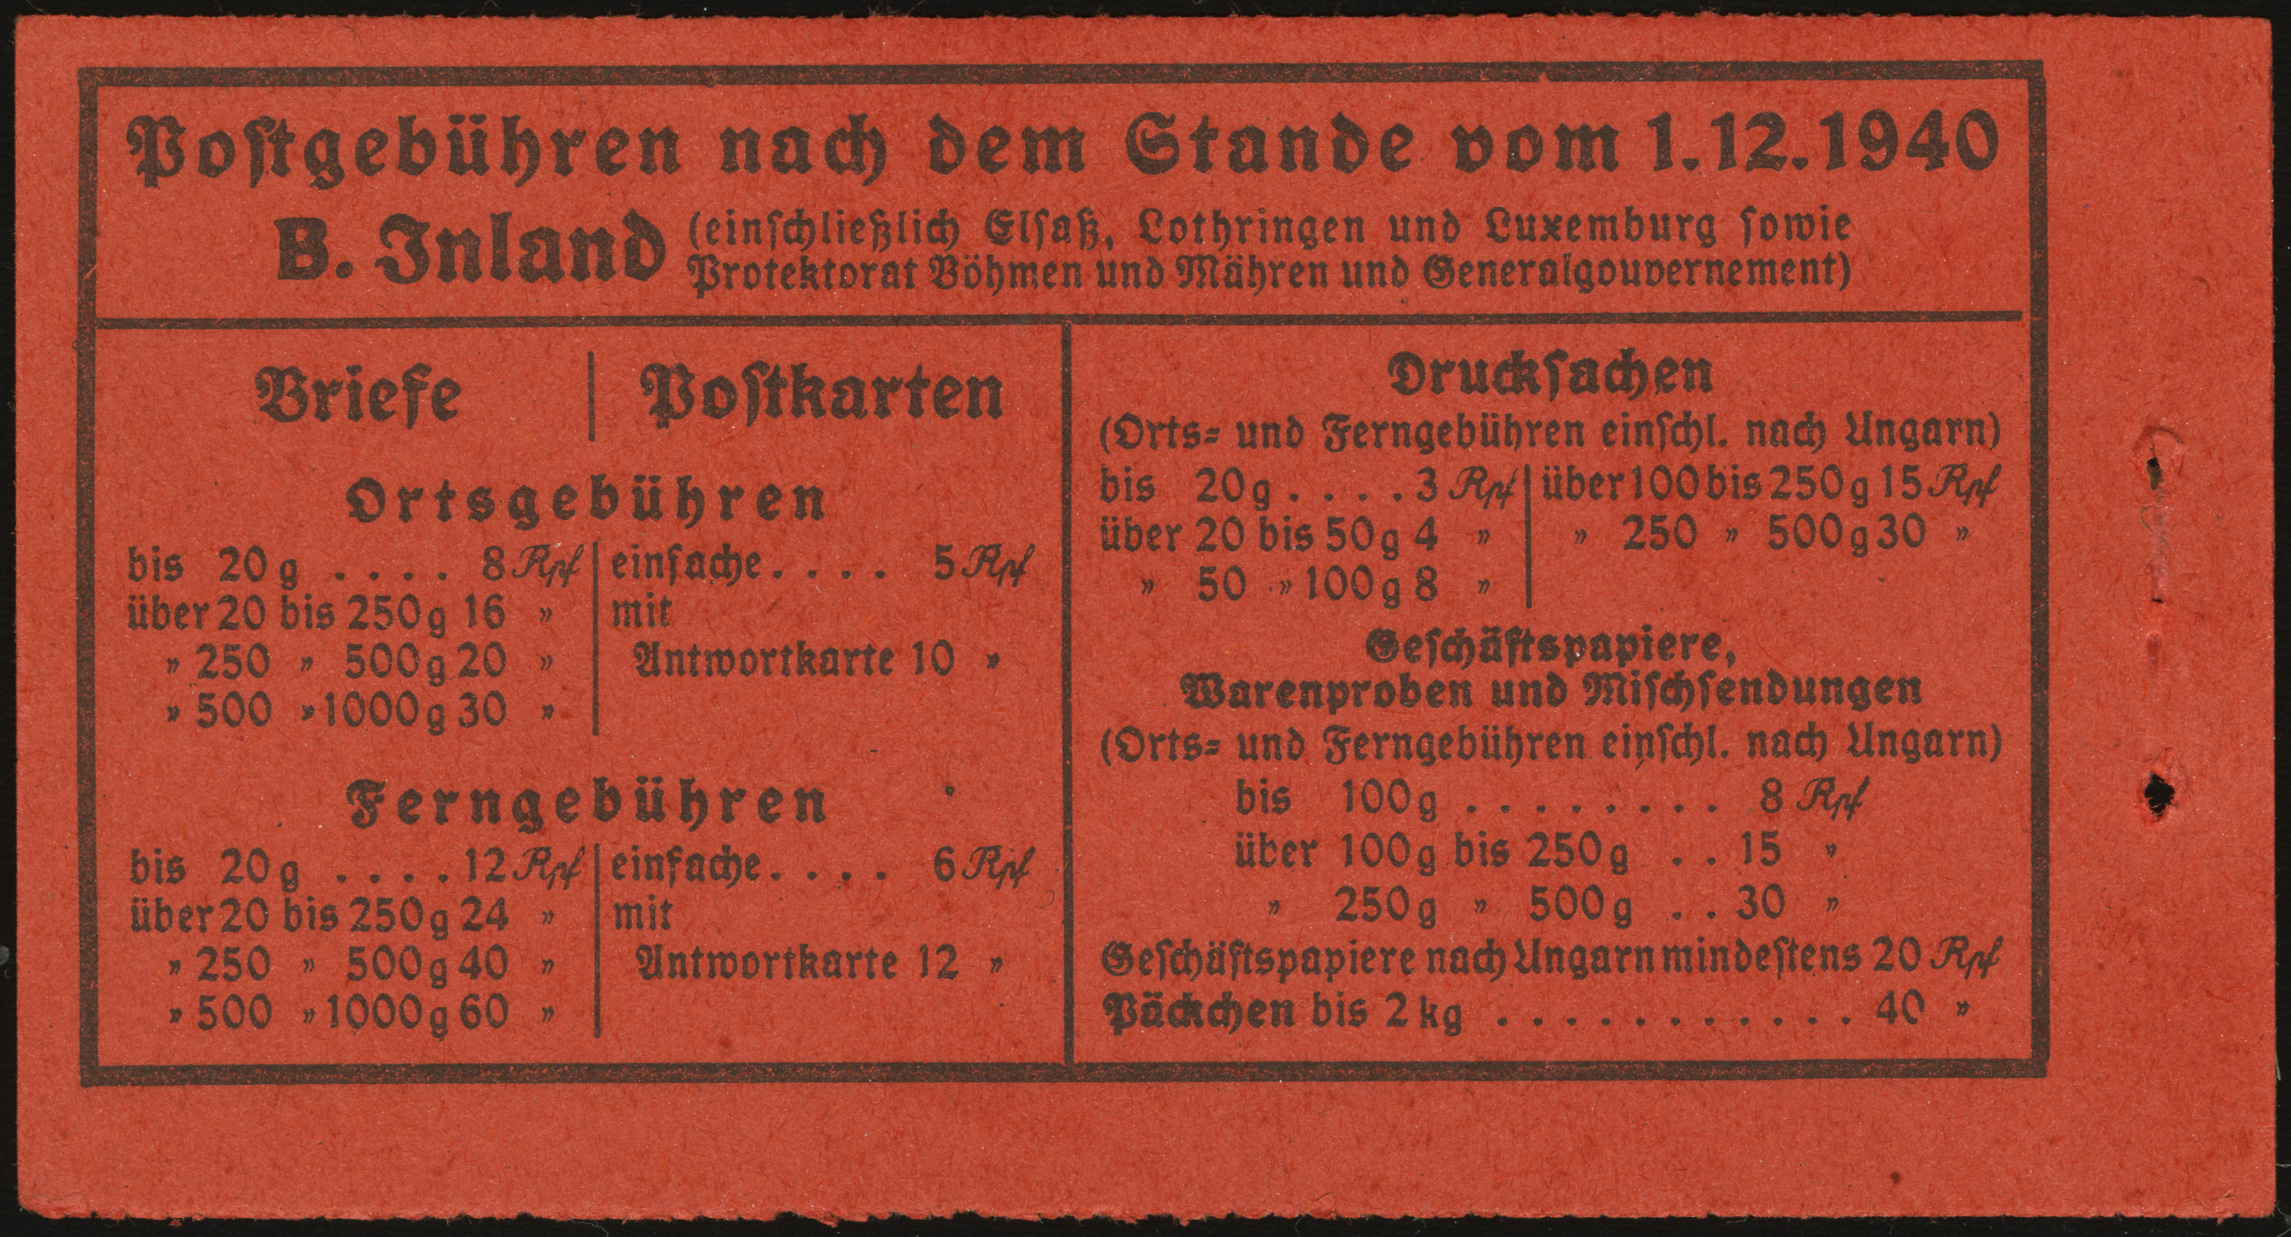 Postgebühren nach dem Stande vom 1.12.1940
B. Inland (einschließlich Elsaß, Lothringen und Luxemburg sowie
Protektorat Böhmen und Mähren und Generalgouvernement)
Briefe | Postkarten
Ortsgebühren
bis 20 g . . . . 8 Rpf
über 20 bis 250 g 16 "
" 250 " 500 g 20 "
" 500 " 1000 g 30 "
einfache . . . . 5 Rpf
mit
Antwortkarte 10 "
Ferngebühren
bis 20 g . . . . 12 Rpf
über 20 bis 250 g 24 "
" 250 " 500 g 40 "
" 500 " 1000 g 60 "
einfache . . . . 6 Rpf
mit
Antwortkarte 12 "
Drucksachen
(Orts- und Ferngebühren einschl. nach Ungarn)
bis 20 g . . . . 3 Rpf
über 20 bis 50 g 4 "
" 50 " 100 g 8 "
über 100 bis 250 g 15 Rpf
" 250 " 500 g 30 "
Geschäftspapiere,
Warenproben und Mischsendungen
(Orts- und Ferngebühren einschl. nach Ungarn)
bis 100 g . . . . . . . . 8 Rpf
über 100 g bis 250 g . . 15 "
" 250 g " 500 g . . 30 "
Geschäftspapiere nach Ungarn mindestens 20 Rpf
Päckchen bis 2 kg . . . . . . . . . . . 40 "